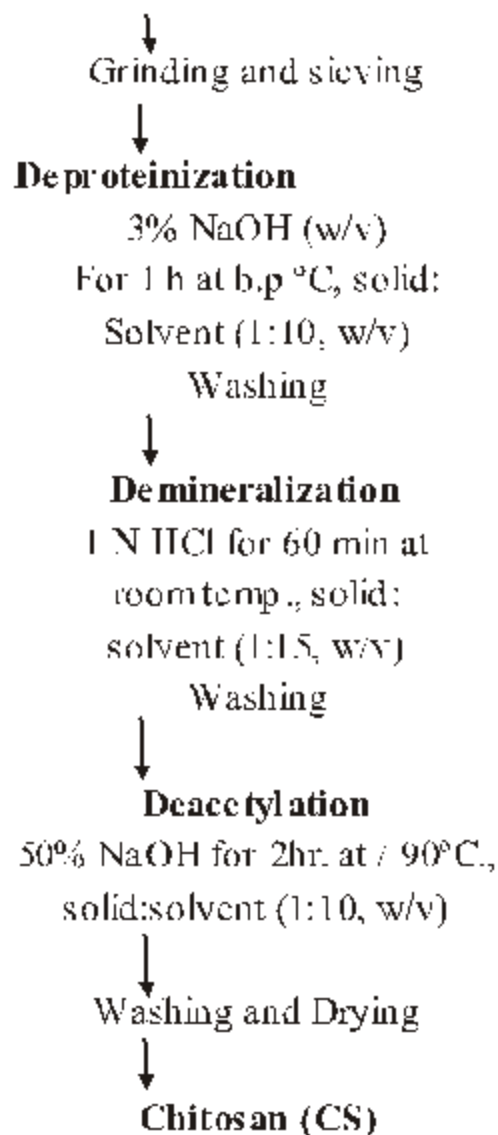 Grinding and sieving
Deproteinization
3% NaOH (w/v)
For 1 h at b.p °C, solid:
Solvent (1:10, w/v)
Washing
Demineralization
1 N HCl for 60 min at
room temp., solid:
solvent (1:15, w/v)
Washing
Deacetylation
50% NaOH for 2hr. at / 90°C.,
solid:solvent (1:10, w/v)
Washing and Drying
Chitosan (CS)